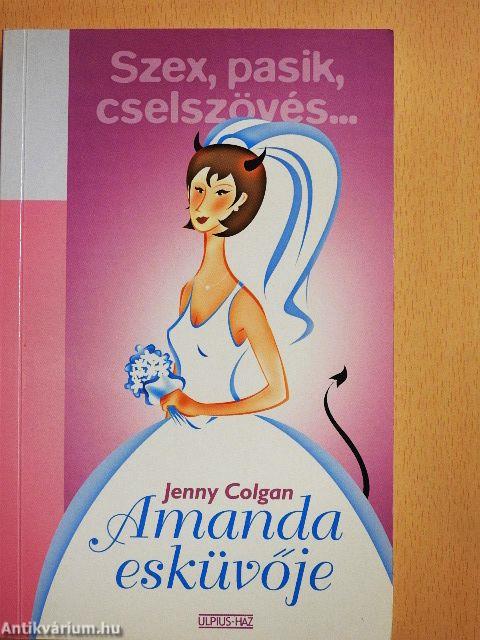 Szex, pasik,
cselszövés...
Jenny Colgan
Amanda
esküvője
ULPIUS-HÁZ
Antikvárium.hu